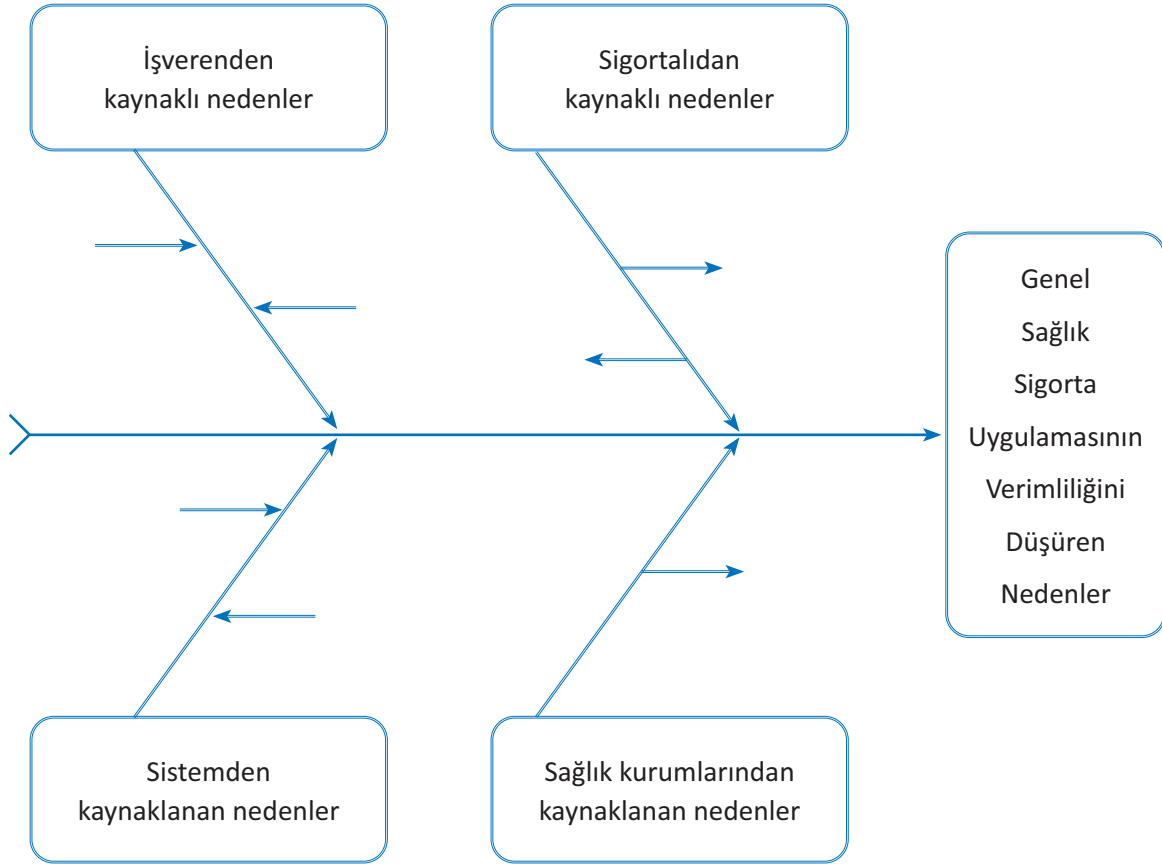 İşverenden
kaynaklı nedenler
Sigortalıdan
kaynaklı nedenler
Genel
Sağlık
Sigorta
Uygulamasının
Verimliliğini
Düşüren
Nedenler
Sistemden
kaynaklanan nedenler
Sağlık kurumlarından
kaynaklanan nedenler